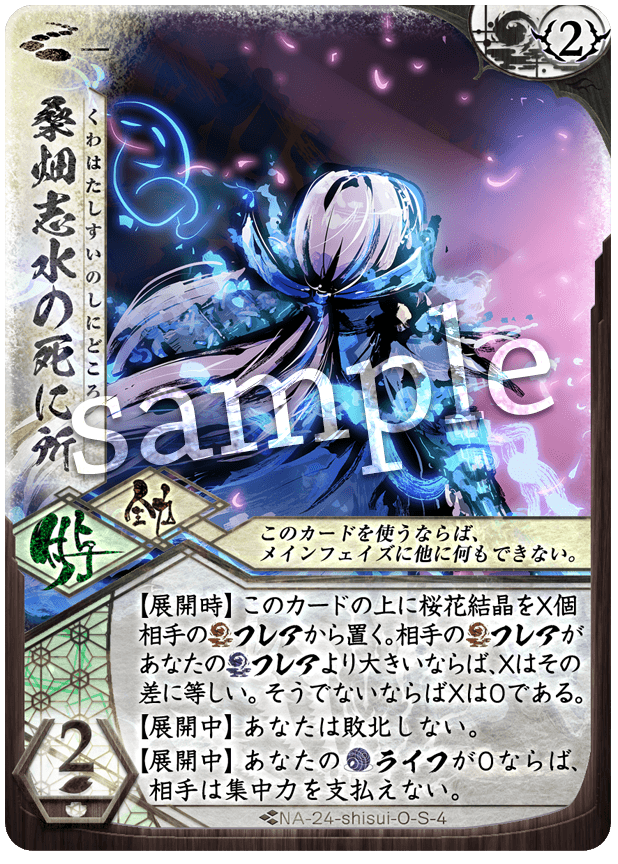 2
桑畑志水の死に所
くわはたしすいのしにどころ
sample
付与
全力
このカードを使うならば、
メインフェイズに他に何もできない。
【展開時】このカードの上に桜花結晶をX個
相手のフレアから置く。相手のフレアが
あなたのフレアより大きいならば、Xはその
差に等しい。そうでないならばXは0である。
【展開中】あなたは敗北しない。
【展開中】あなたのライフが0ならば、
相手は集中力を支払えない。
2
NA-24-shisui-O-S-4